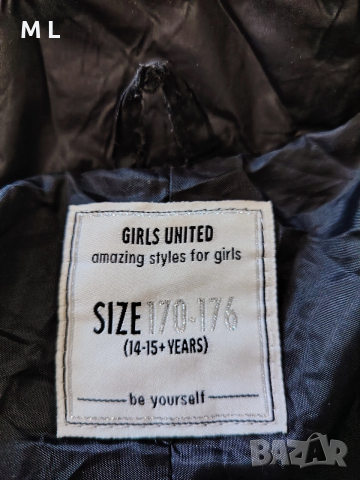 M L
GIRLS UNITED
amazing styles for girls
SIZE 170-176
(14-15+ YEARS)
be yourself
BAZAR